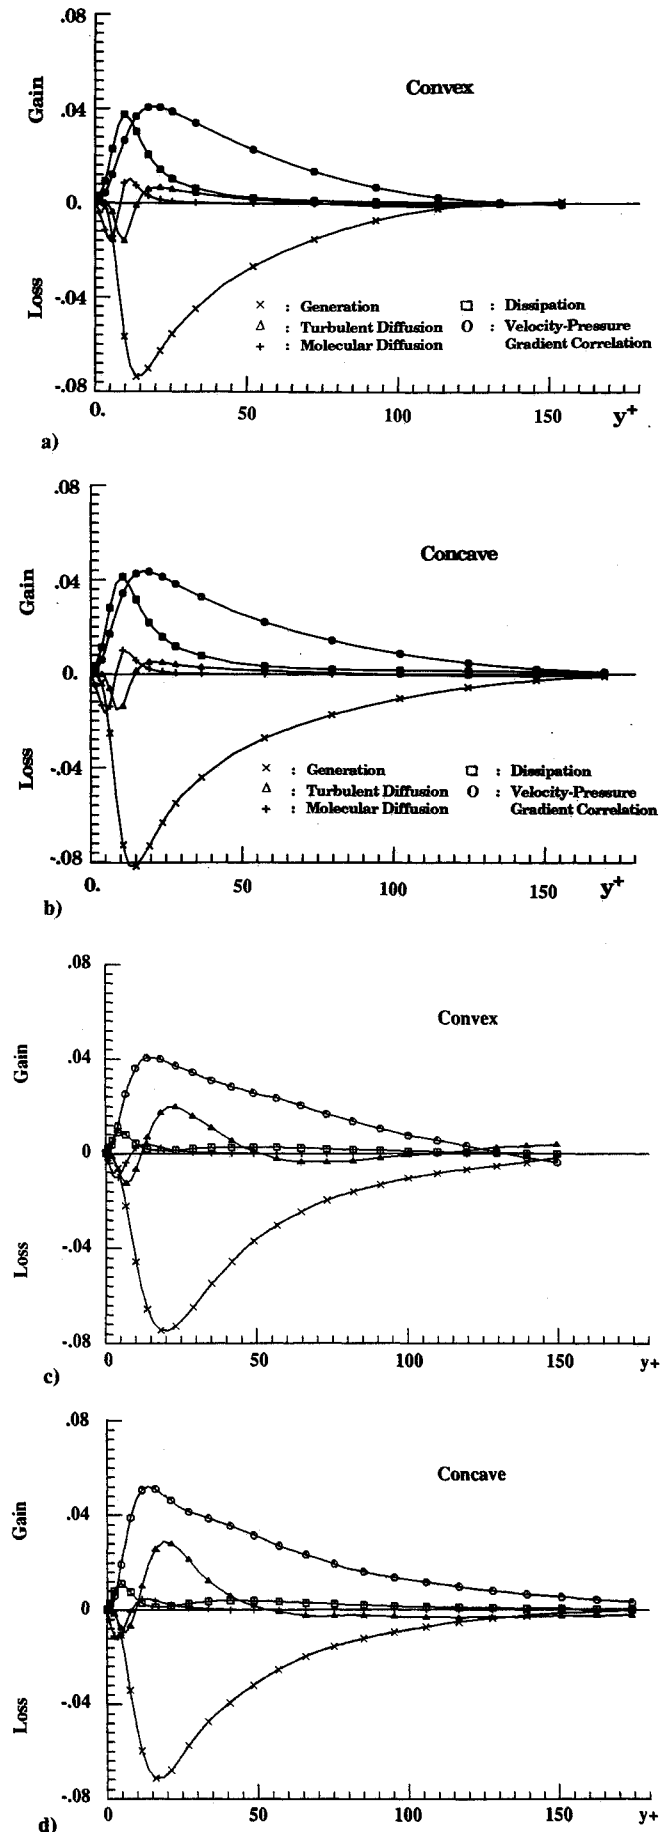 .08
Convex
Gain
.04
0.
Loss
-.04
× : Generation
□ : Dissipation
△ : Turbulent Diffusion
O : Velocity-Pressure
+ : Molecular Diffusion
Gradient Correlation
-.08
0. 50 100 150 y+
a)
.08
Concave
Gain
.04
0.
Loss
-.04
× : Generation
□ : Dissipation
△ : Turbulent Diffusion
O : Velocity-Pressure
+ : Molecular Diffusion
Gradient Correlation
-.08
0. 50 100 150 y+
b)
.08
Convex
Gain
.04
0
Loss
-.04
-.08
0 50 100 150 y+
c)
.08
Concave
Gain
.04
0
Loss
-.04
-.08
0 50 100 150 y+
d)